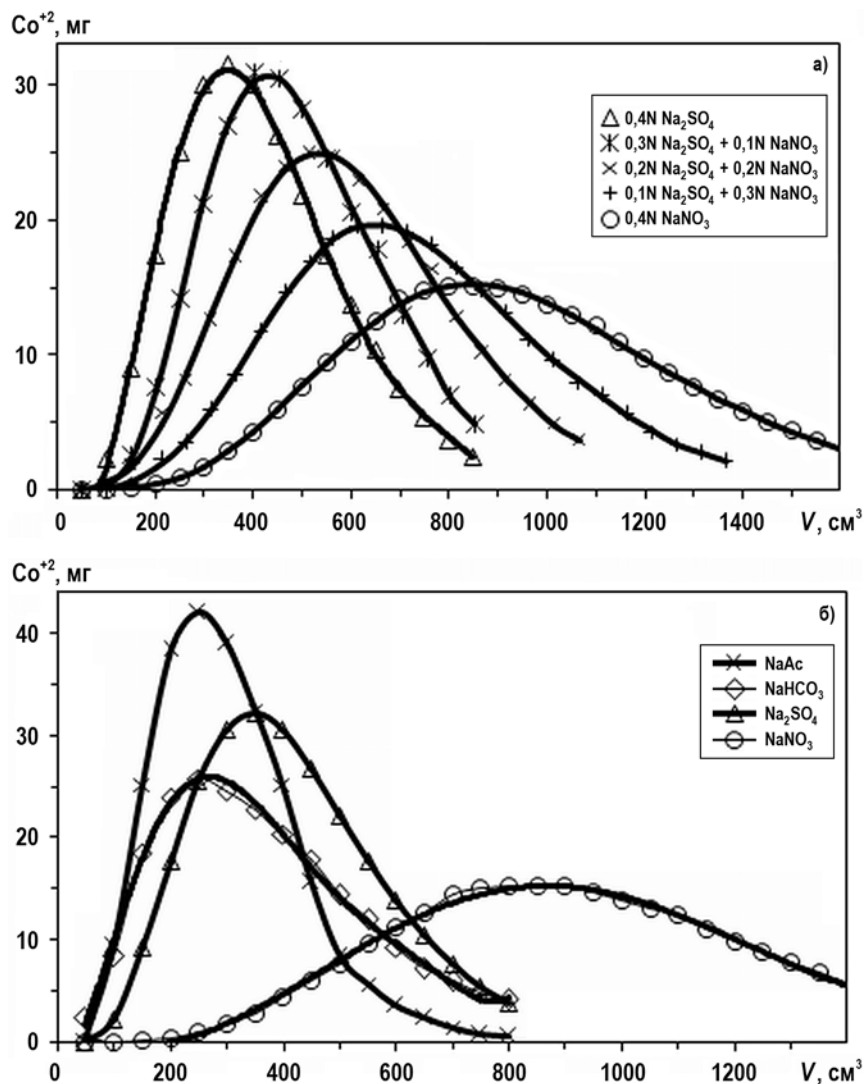 Co⁺², мг
а)
30
20
10
0
0,4N Na₂SO₄
0,3N Na₂SO₄ + 0,1N NaNO₃
0,2N Na₂SO₄ + 0,2N NaNO₃
0,1N Na₂SO₄ + 0,3N NaNO₃
0,4N NaNO₃
0 200 400 600 800 1000 1200 1400 V, см³
Co⁺², мг
б)
40
30
20
10
0
NaAc
NaHCO₃
Na₂SO₄
NaNO₃
0 200 400 600 800 1000 1200 V, см³